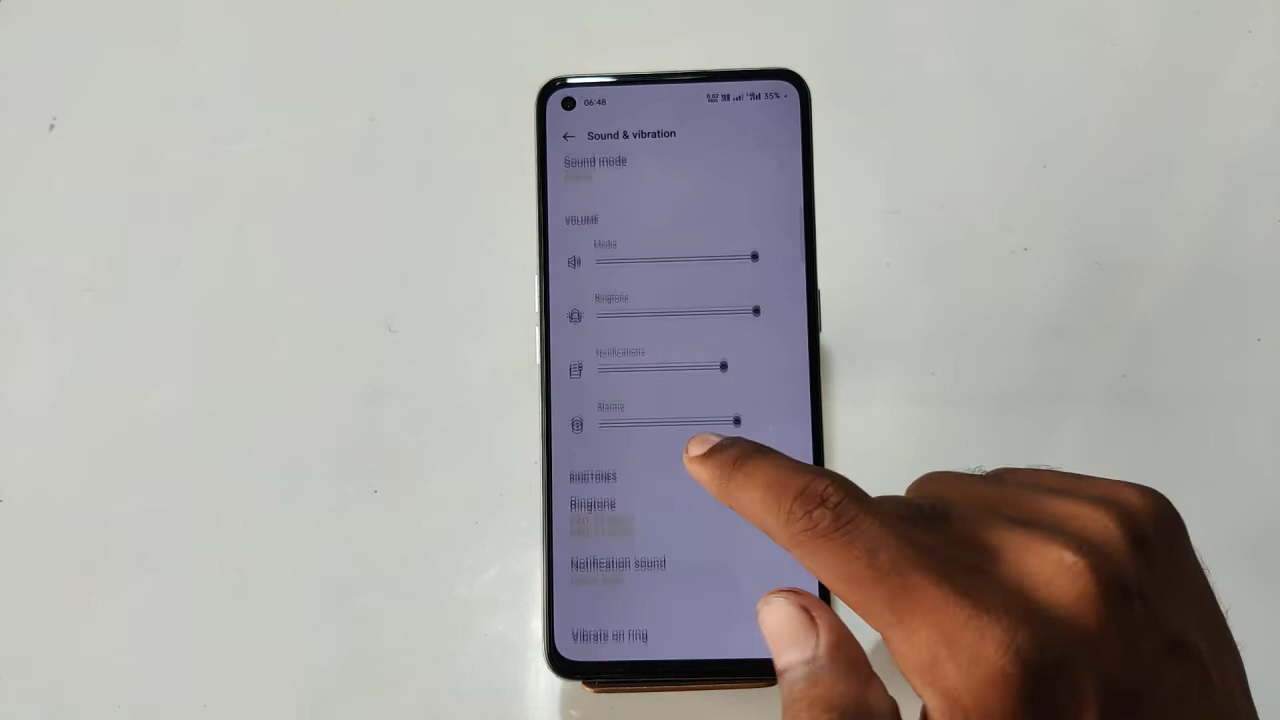 06:48
35%
Sound & vibration
Sound mode
VOLUME
Media
Ringtone
Notifications
Alarms
RINGTONES
Ringtone
Notification sound
Vibrate on ring